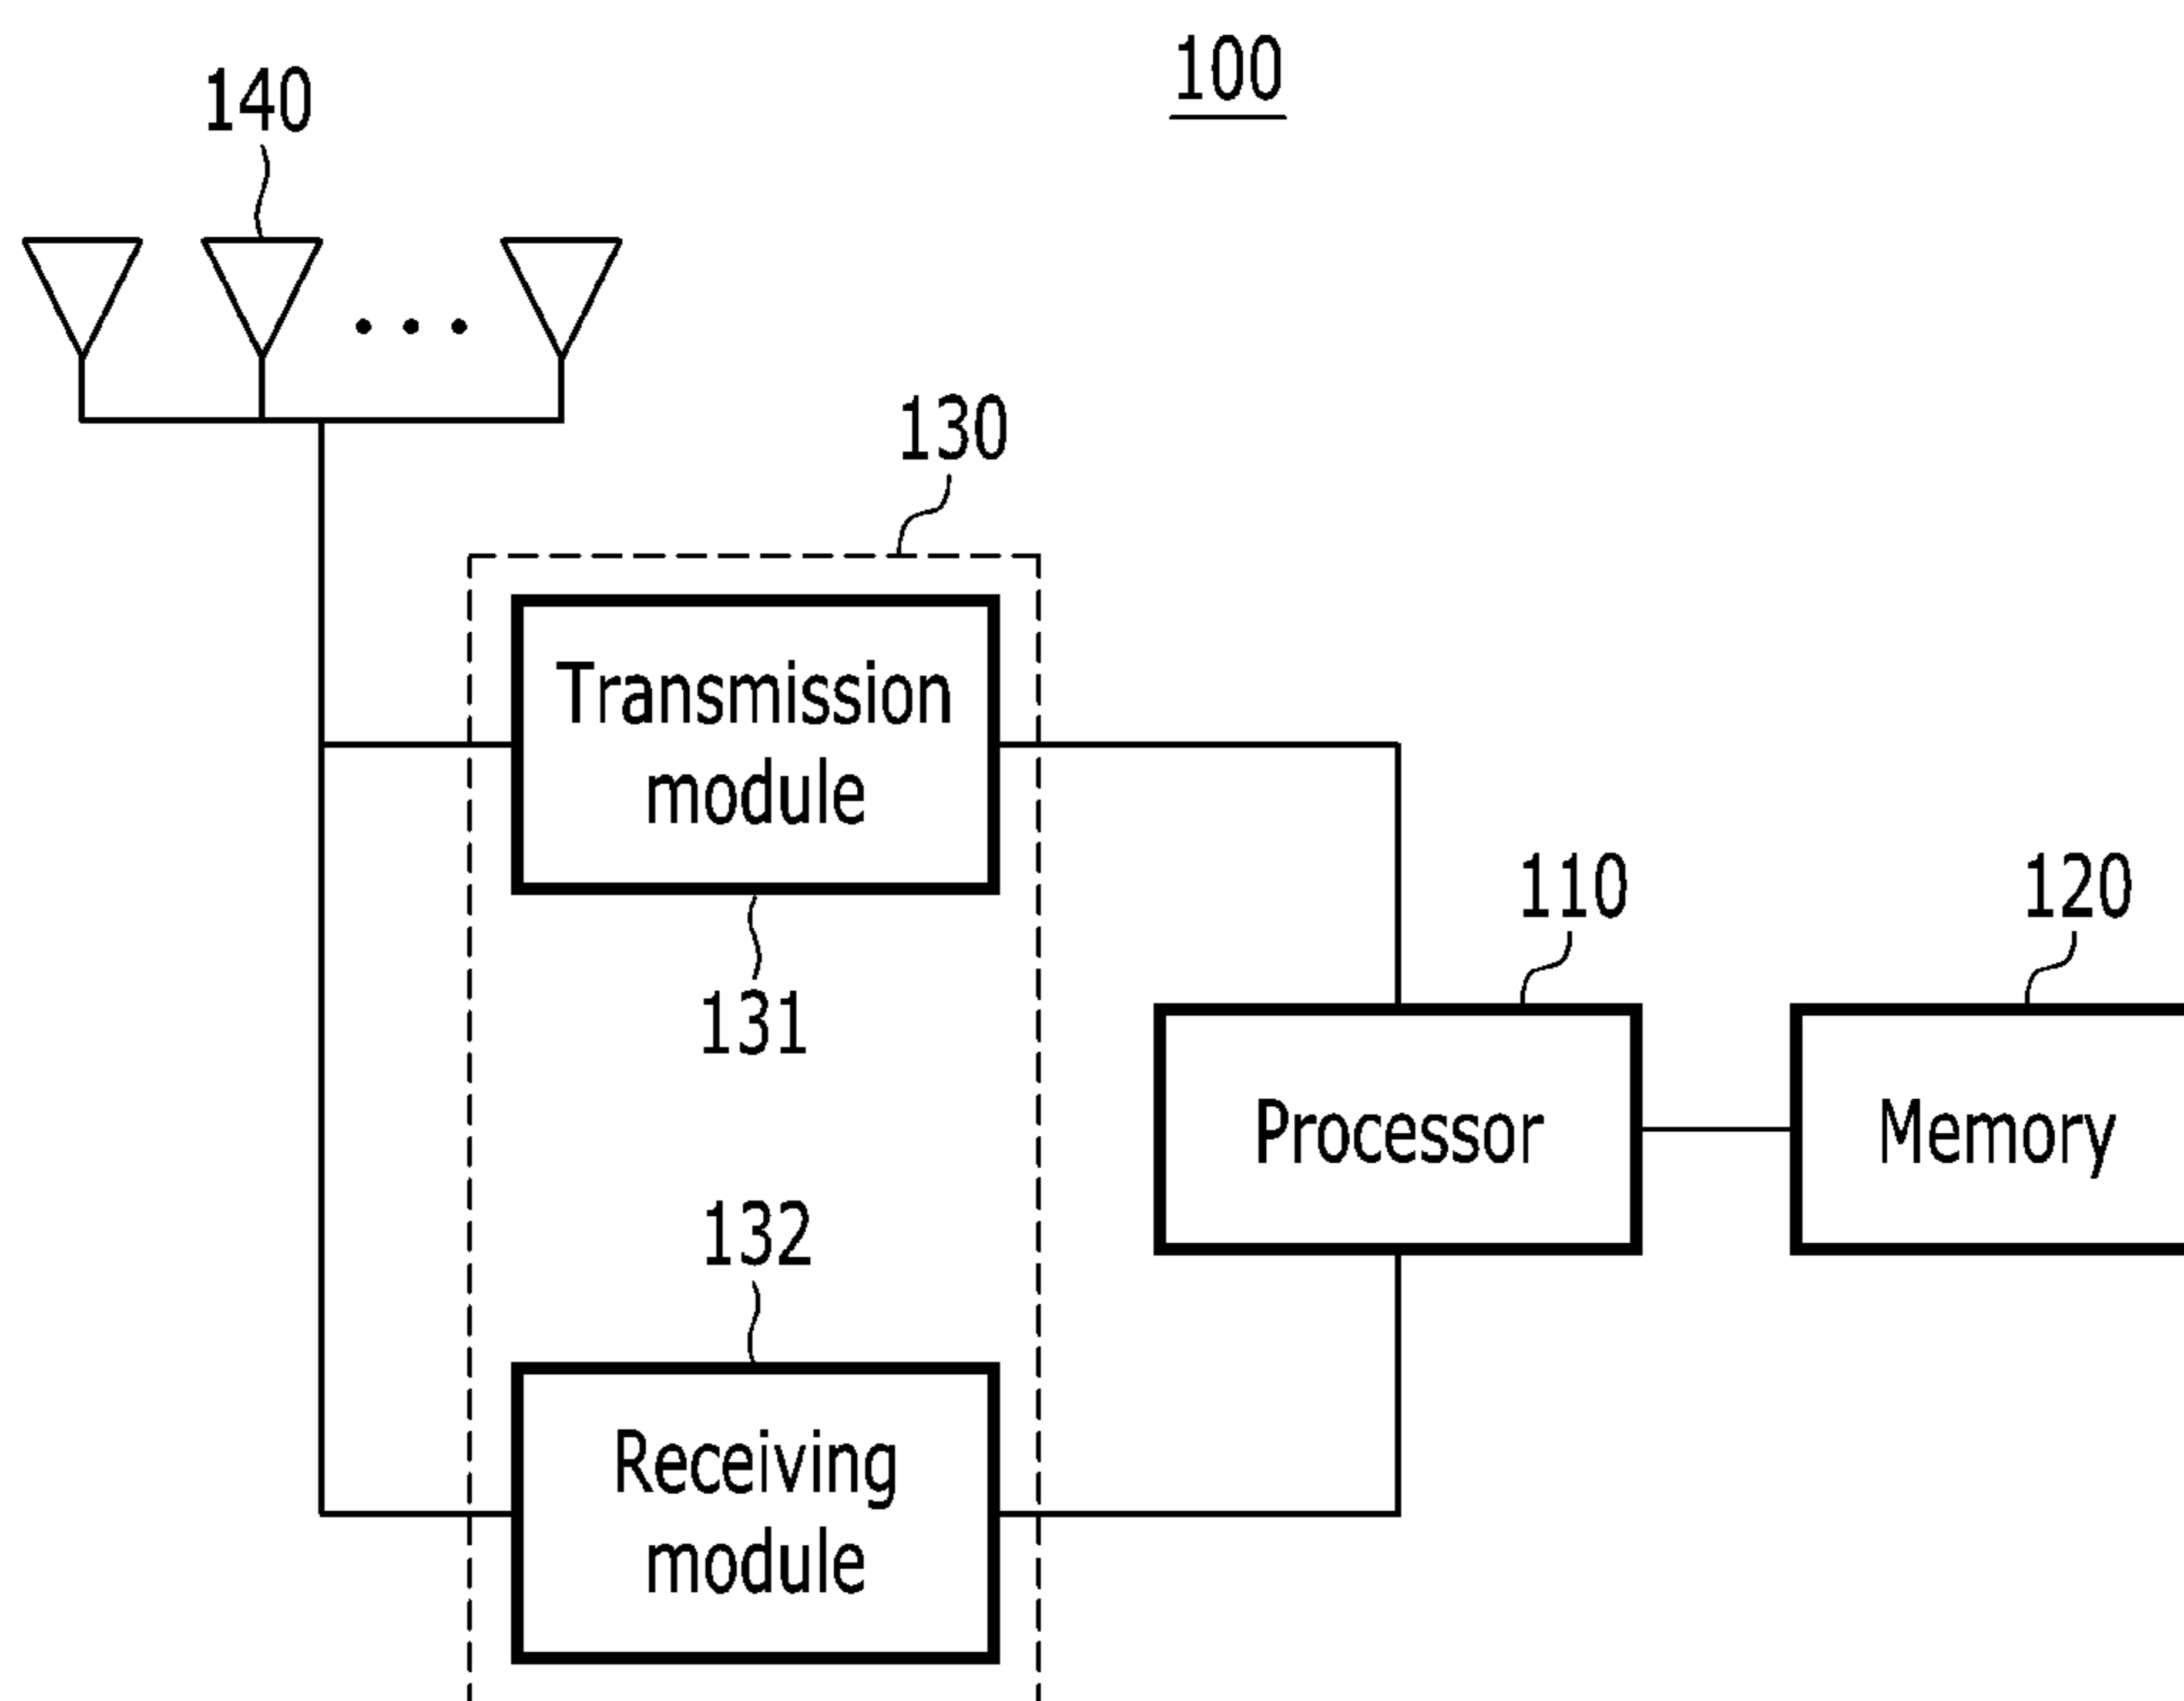 100
140
130
Transmission
module
131
110
120
Processor
Memory
132
Receiving
module